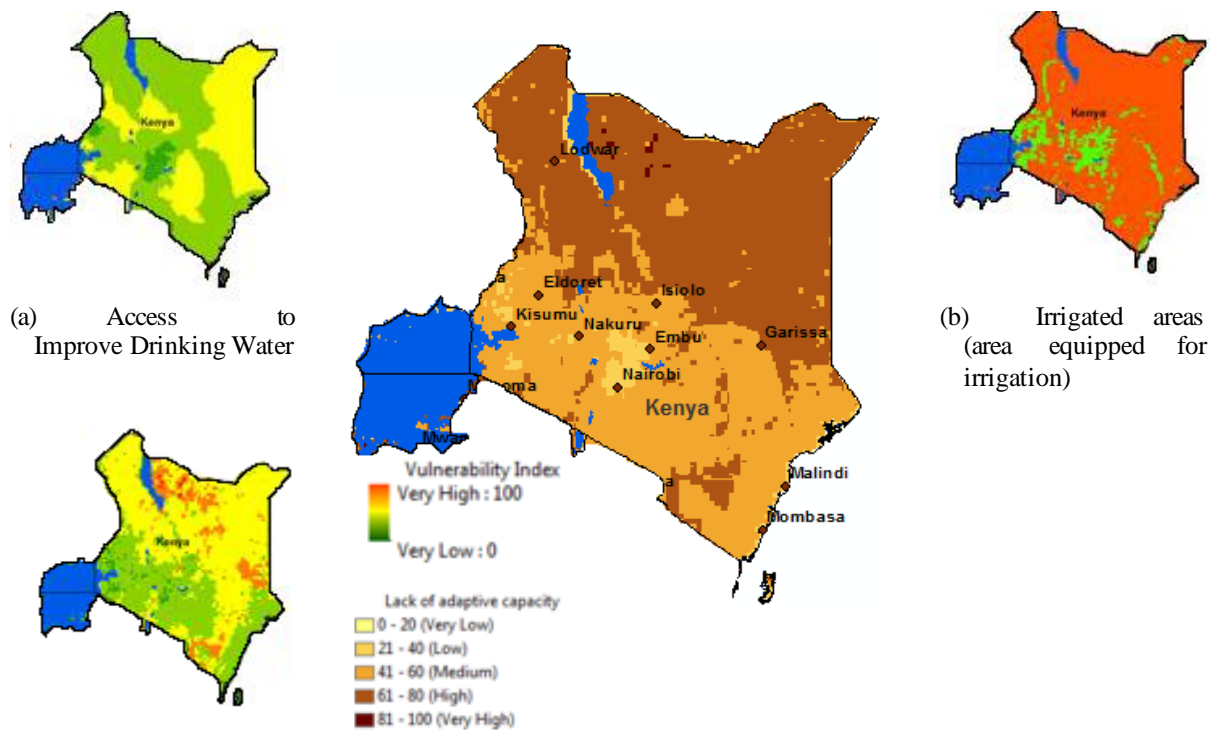 Kenya
(a) Access to
Improve Drinking Water
Lodwar
Eldoret
Isiolo
Kisumu
Nakuru
Embu
Garissa
Nairobi
Kenya
Malindi
Mombasa
Kenya
(b) Irrigated areas
(area equipped for
irrigation)
Kenya
Vulnerability Index
Very High : 100
Very Low : 0
Lack of adaptive capacity
0 - 20 (Very Low)
21 - 40 (Low)
41 - 60 (Medium)
61 - 80 (High)
81 - 100 (Very High)